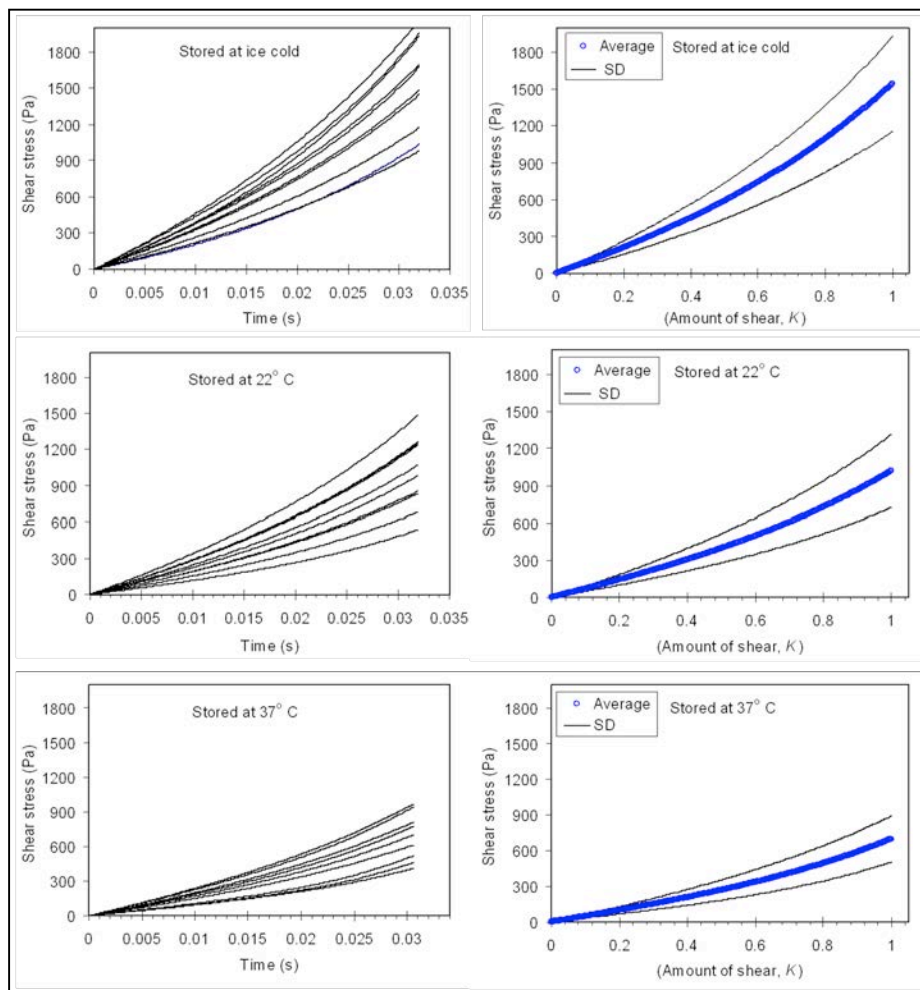 1800
1500
1200
900
600
300
0
Shear stress (Pa)
Stored at ice cold
0 0.005 0.01 0.015 0.02 0.025 0.03 0.035
Time (s)
1800
1500
1200
900
600
300
0
Shear stress (Pa)
Average
SD
Stored at ice cold
0 0.2 0.4 0.6 0.8 1
(Amount of shear, K)
1800
1500
1200
900
600
300
0
Shear stress (Pa)
Stored at 22° C
0 0.005 0.01 0.015 0.02 0.025 0.03 0.035
Time (s)
1800
1500
1200
900
600
300
0
Shear stress (Pa)
Average
SD
Stored at 22° C
0 0.2 0.4 0.6 0.8 1
(Amount of shear, K)
1800
1500
1200
900
600
300
0
Shear stress (Pa)
Stored at 37° C
0 0.005 0.01 0.015 0.02 0.025 0.03
Time (s)
1800
1500
1200
900
600
300
0
Shear stress (Pa)
Average
SD
Stored at 37° C
0 0.2 0.4 0.6 0.8 1
(Amount of shear, K)